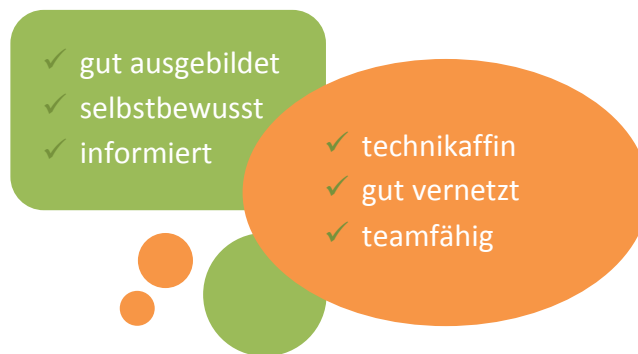 ✓ gut ausgebildet
✓ selbstbewusst
✓ informiert
✓ technikaffin
✓ gut vernetzt
✓ teamfähig